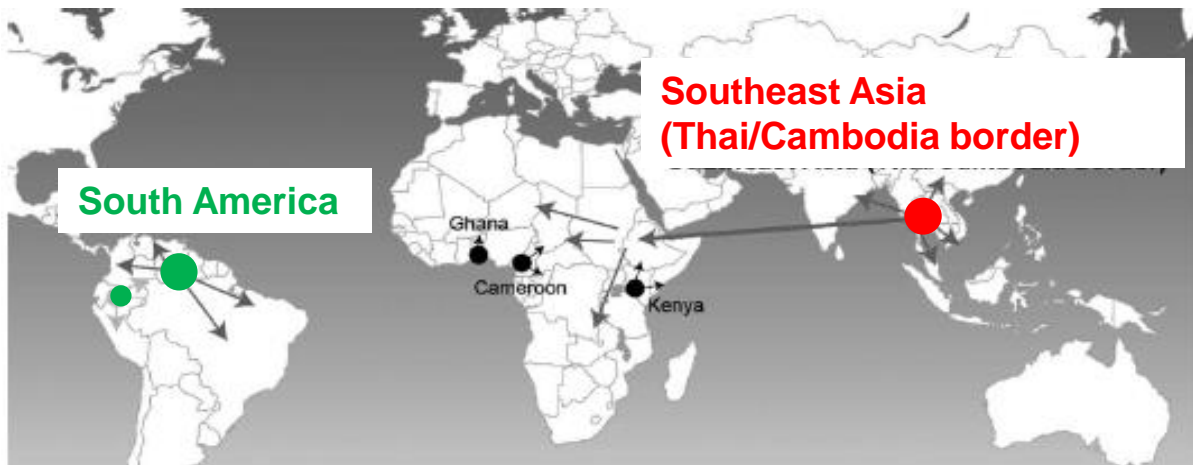 Southeast Asia
(Thai/Cambodia border)
South America
Ghana
Cameroon
Kenya